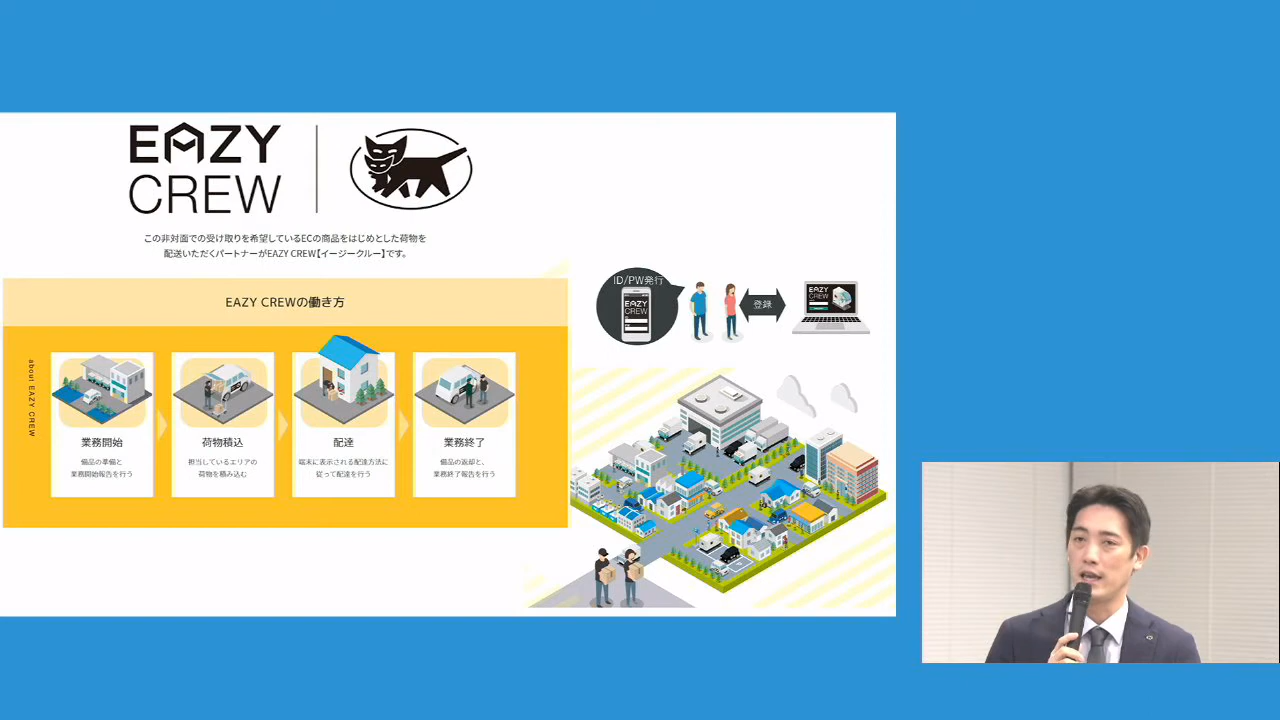 EAZY
CREW
この非対面での受け取りを希望しているECの商品をはじめとした荷物を
配送いただくパートナーがEAZY CREW【イージークルー】です。
EAZY CREWの働き方
about EAZY CREW
業務開始
備品の準備と
業務開始報告を行う
荷物積込
担当しているエリアの
荷物を積み込む
配達
端末に表示される配達方法に
従って配達を行う
業務終了
備品の返却と、
業務終了報告を行う
ID/PW発行
EAZY
CREW
登録
EAZY
CREW